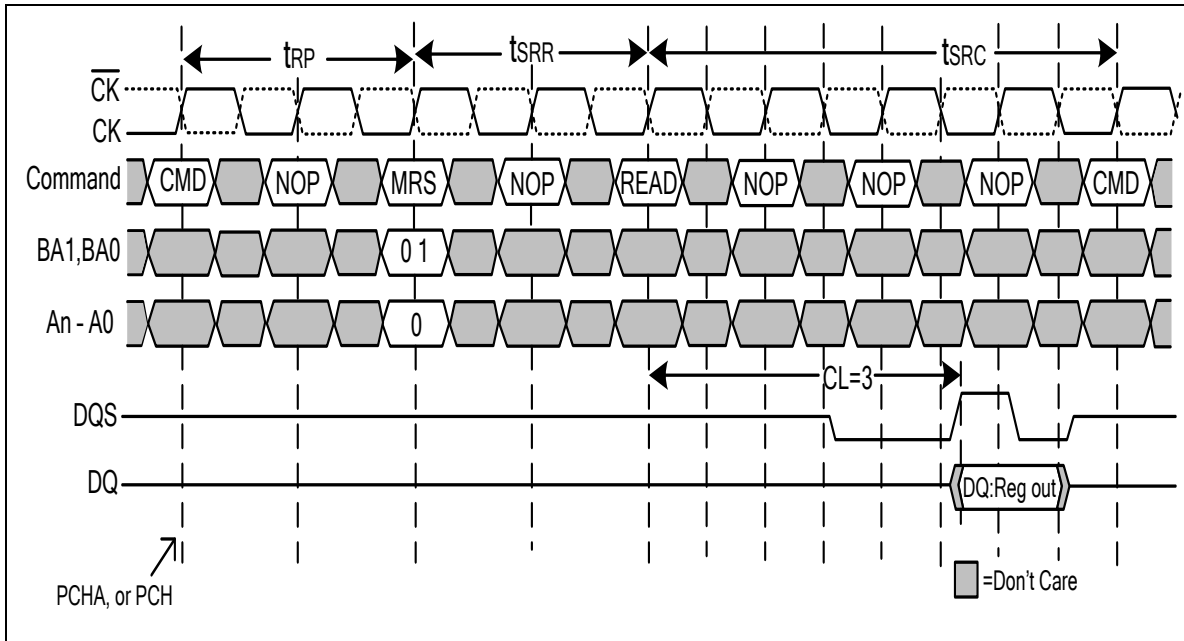 tRP tSRR tSRC
CK
CK
Command CMD NOP MRS NOP READ NOP NOP NOP CMD
BA1,BA0 0 1
An - A0 0
CL=3
DQS
DQ DQ:Reg out
PCHA, or PCH
=Don't Care